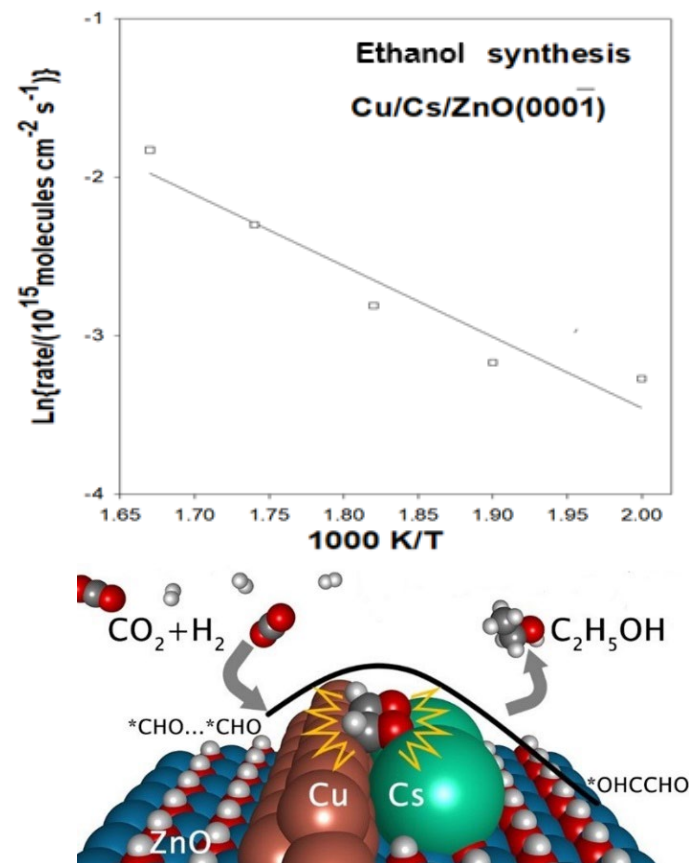 Ethanol synthesis
Cu/Cs/ZnO(0001̅)
Ln{rate/(10¹⁵molecules cm⁻² s⁻¹)}
-1
-2
-3
-4
1.65 1.70 1.75 1.80 1.85 1.90 1.95 2.00
1000 K/T
CO₂+H₂
C₂H₅OH
*CHO...*CHO
*OHCCHO
Cu
Cs
ZnO